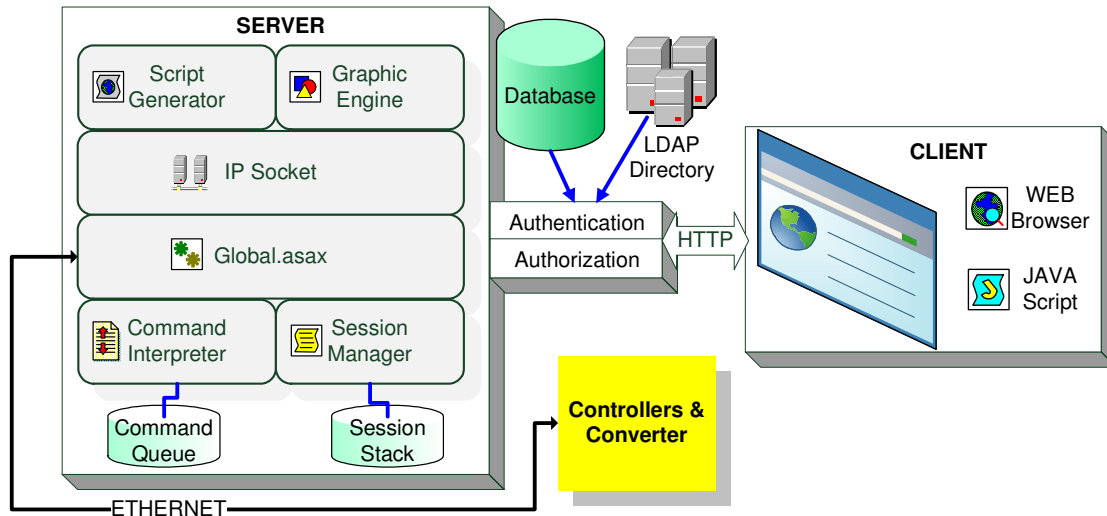 SERVER
Script
Generator
Graphic
Engine
IP Socket
Global.asax
Command
Interpreter
Session
Manager
Command
Queue
Session
Stack
ETHERNET
Database
LDAP
Directory
Authentication
Authorization
HTTP
Controllers &
Converter
CLIENT
WEB
Browser
JAVA
Script